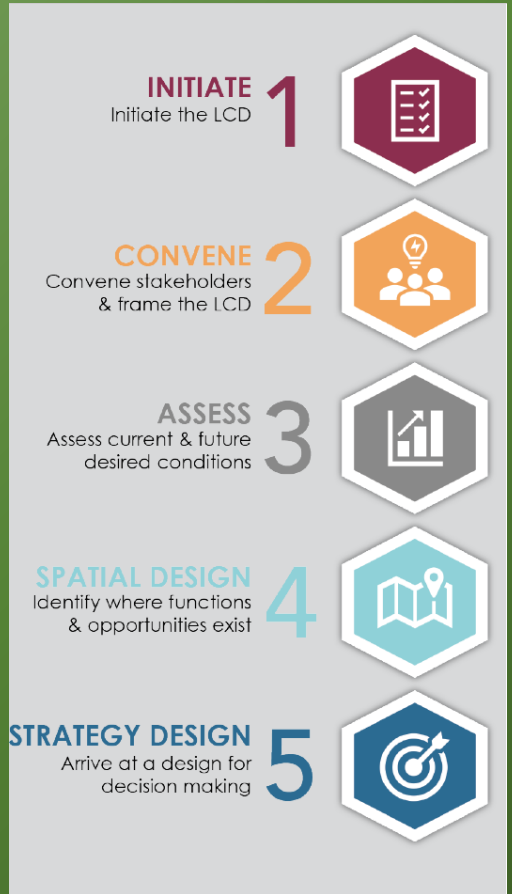 INITIATE
Initiate the LCD
1
CONVENE
Convene stakeholders
& frame the LCD
2
ASSESS
Assess current & future
desired conditions
3
SPATIAL DESIGN
Identify where functions
& opportunities exist
4
STRATEGY DESIGN
Arrive at a design for
decision making
5